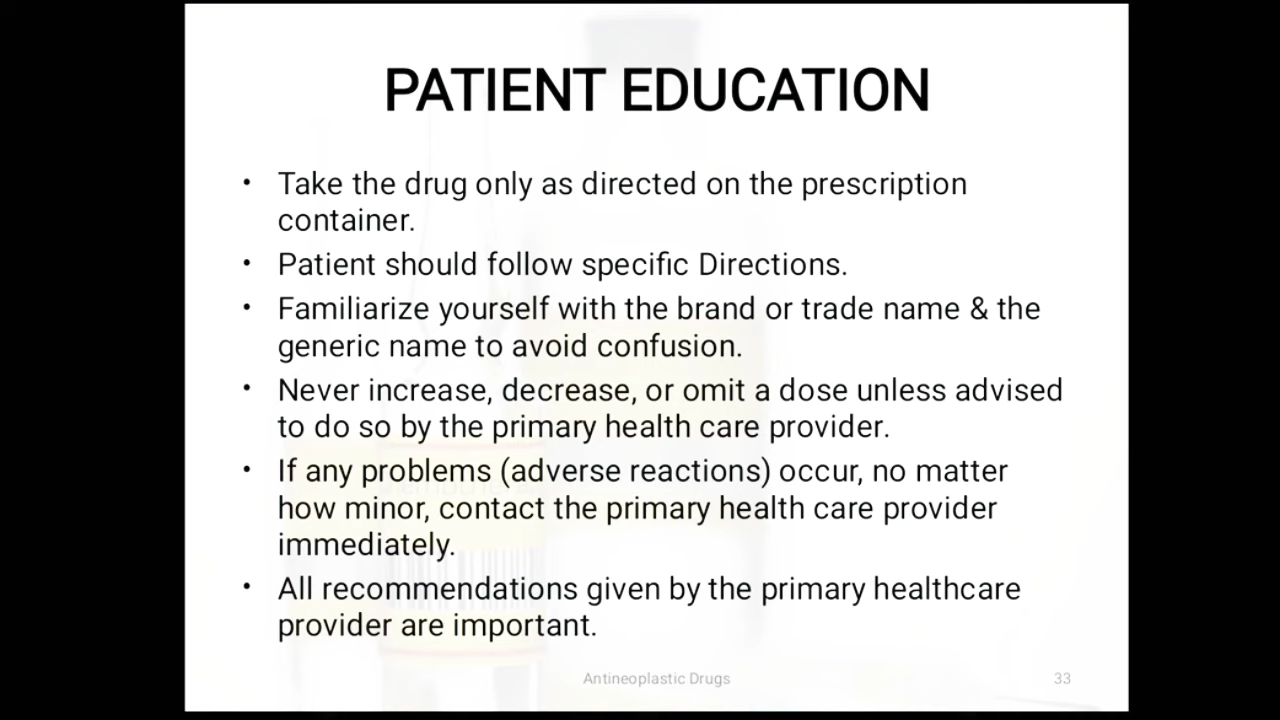 PATIENT EDUCATION
• Take the drug only as directed on the prescription
container.
• Patient should follow specific Directions.
• Familiarize yourself with the brand or trade name & the
generic name to avoid confusion.
• Never increase, decrease, or omit a dose unless advised
to do so by the primary health care provider.
• If any problems (adverse reactions) occur, no matter
how minor, contact the primary health care provider
immediately.
• All recommendations given by the primary healthcare
provider are important.
Antineoplastic Drugs
33